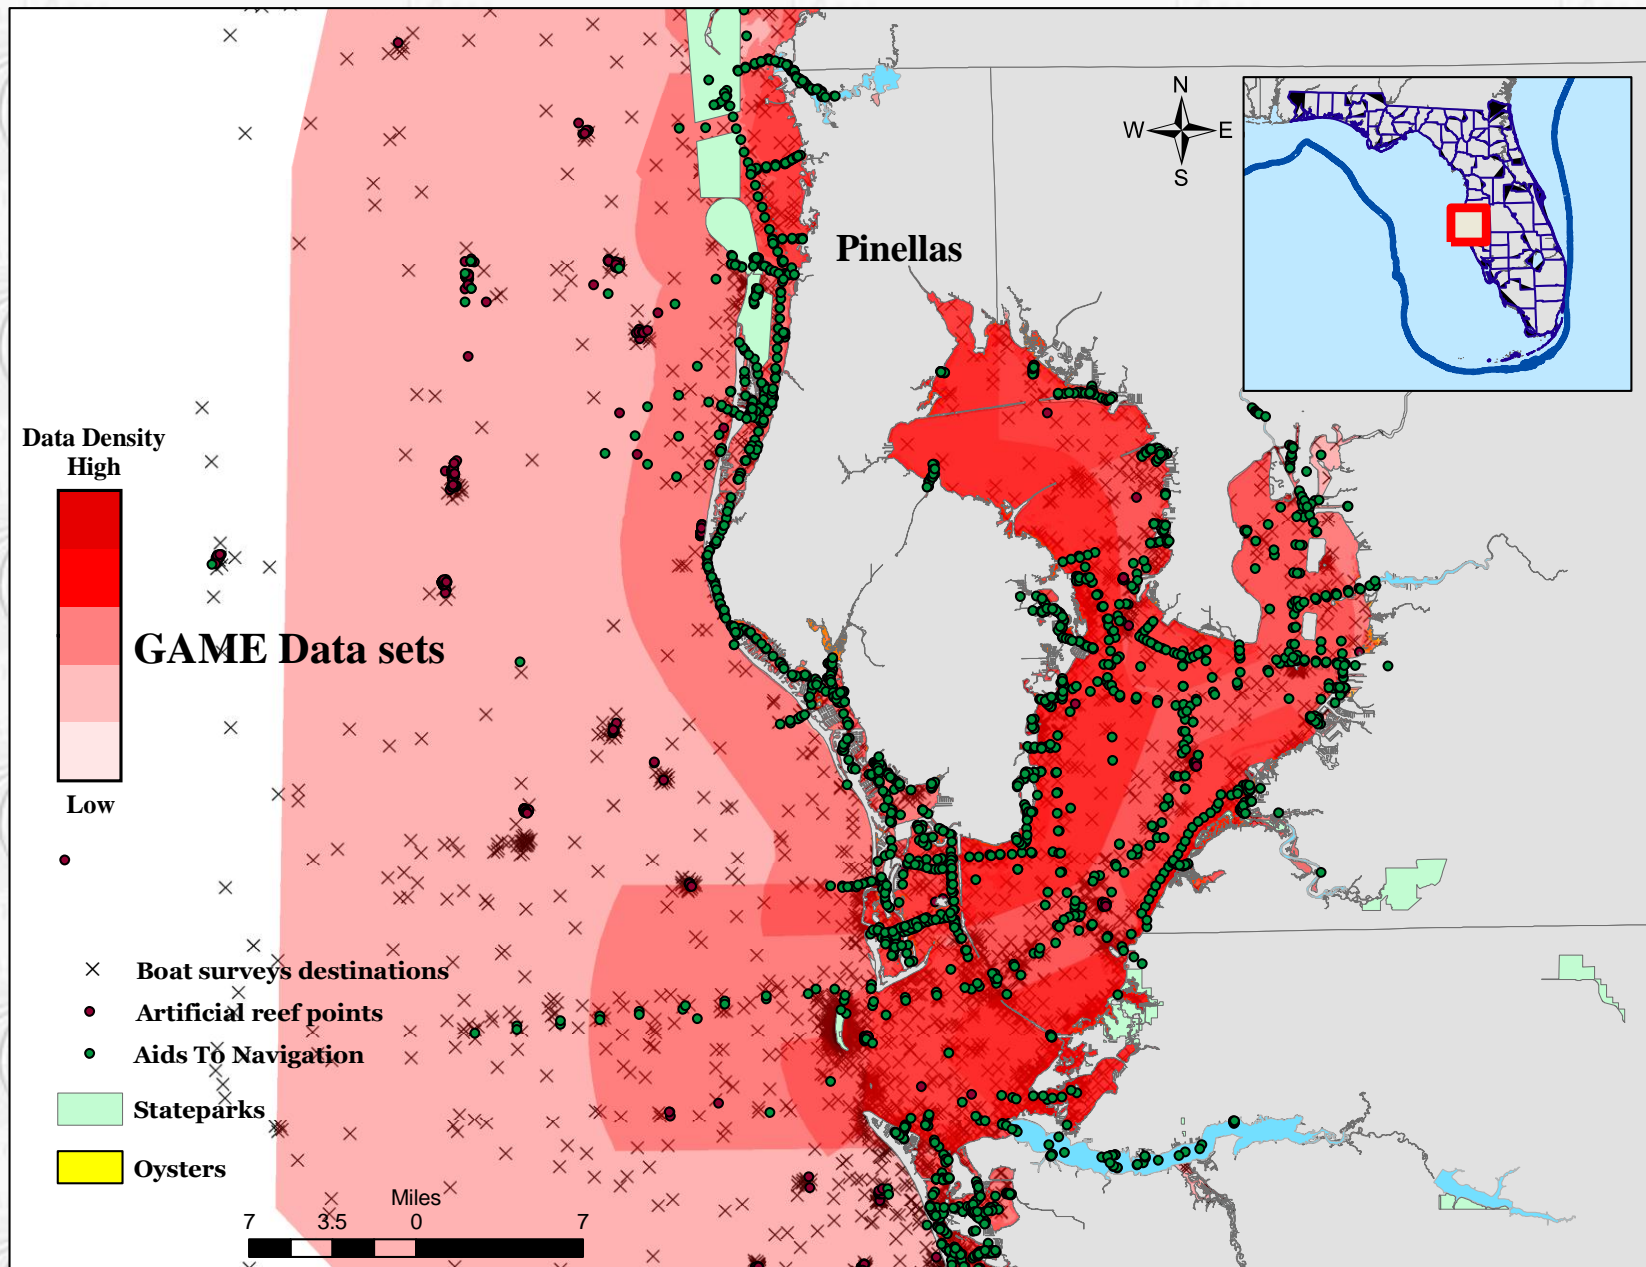 N
W E
S
Pinellas
Data Density
High
GAME Data sets
Low
Boat surveys destinations
Artificial reef points
Aids To Navigation
Stateparks
Oysters
Miles
7 3.5 0 7